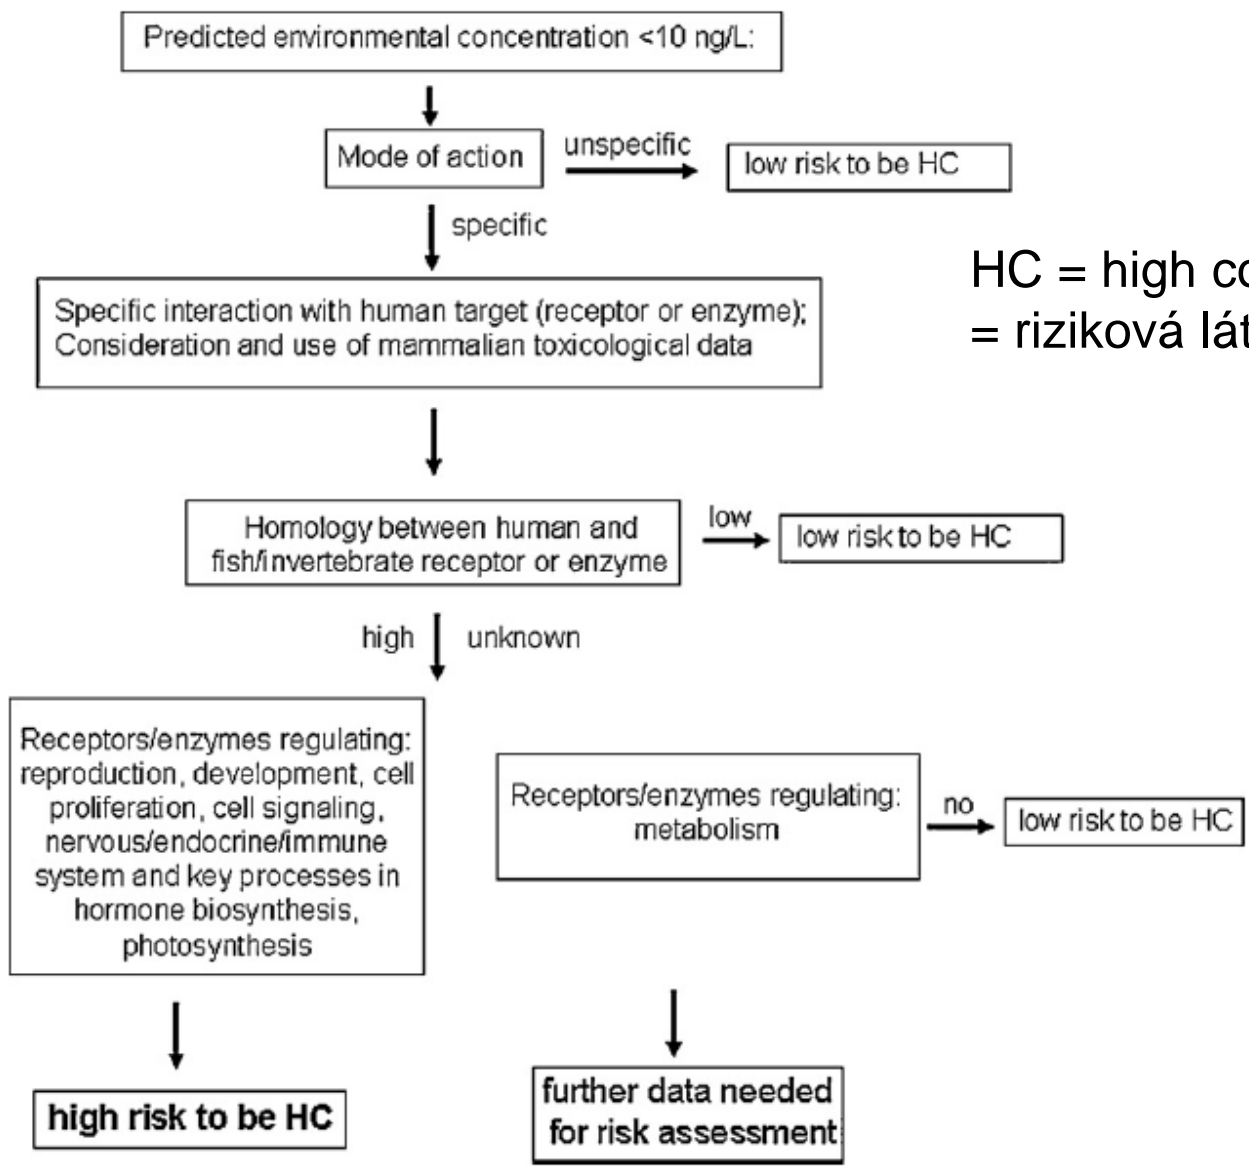 Predicted environmental concentration <10 ng/L:
Mode of action
unspecific
low risk to be HC
specific
HC = high
= riziková
Specific interaction with human target (receptor or enzyme);
Consideration and use of mammalian toxicological data
Homology between human and
fish/invertebrate receptor or enzyme
low
low risk to be HC
high
unknown
Receptors/enzymes regulating:
reproduction, development, cell
proliferation, cell signaling,
nervous/endocrine/immune
system and key processes in
hormone biosynthesis,
photosynthesis
Receptors/enzymes regulating:
metabolism
no
low risk to be HC
high risk to be HC
further data needed
for risk assessment